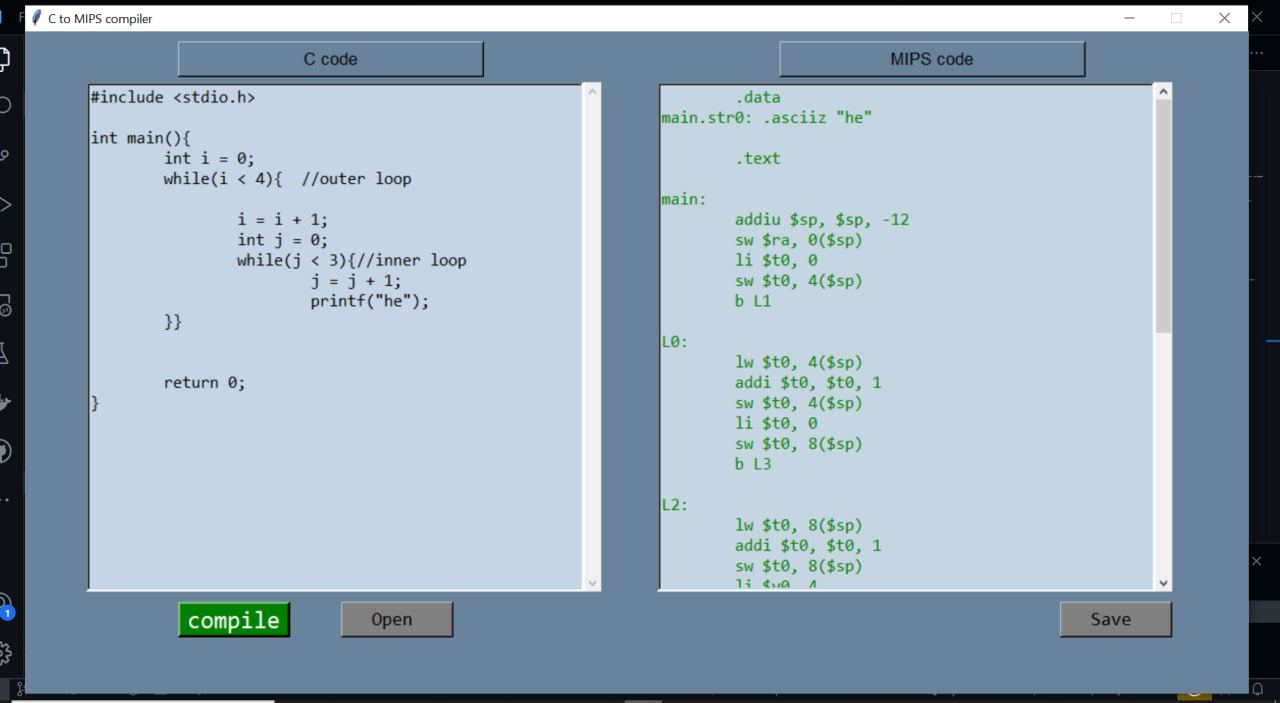 C to MIPS compiler
C code
#include <stdio.h>
int main(){
int i = 0;
while(i < 4){  //outer loop
i = i + 1;
int j = 0;
while(j < 3){//inner loop
j = j + 1;
printf("he");
}}
return 0;
}
compile
Open
MIPS code
.data
main.str0: .asciiz "he"
.text
main:
addiu $sp, $sp, -12
sw $ra, 0($sp)
li $t0, 0
sw $t0, 4($sp)
b L1
L0:
lw $t0, 4($sp)
addi $t0, $t0, 1
sw $t0, 4($sp)
li $t0, 0
sw $t0, 8($sp)
b L3
L2:
lw $t0, 8($sp)
addi $t0, $t0, 1
sw $t0, 8($sp)
li $v0, 4
Save
1